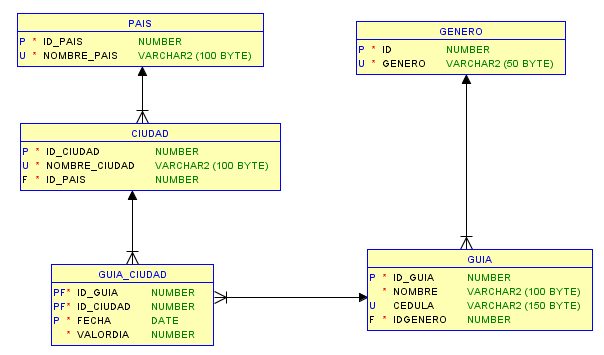 PAIS
P * ID_PAIS NUMBER
U * NOMBRE_PAIS VARCHAR2 (100 BYTE)
GENERO
P * ID NUMBER
U * GENERO VARCHAR2 (50 BYTE)
CIUDAD
P * ID_CIUDAD NUMBER
U * NOMBRE_CIUDAD VARCHAR2 (100 BYTE)
F * ID_PAIS NUMBER
GUIA_CIUDAD
PF* ID_GUIA NUMBER
PF* ID_CIUDAD NUMBER
P * FECHA DATE
* VALORDIA NUMBER
GUIA
P * ID_GUIA NUMBER
* NOMBRE VARCHAR2 (100 BYTE)
U CEDULA VARCHAR2 (150 BYTE)
F * IDGENERO NUMBER